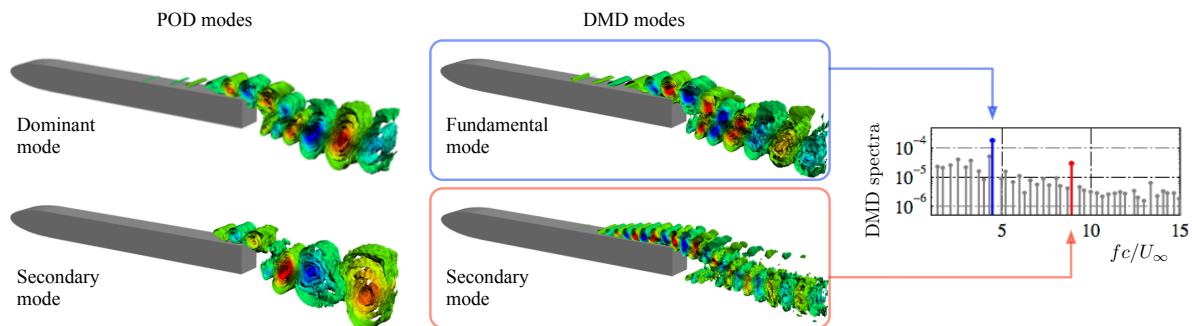 POD modes
DMD modes
Dominant
mode
Fundamental
mode
Secondary
mode
Secondary
mode
DMD spectra
10⁻⁴
10⁻⁵
10⁻⁶
5
10
15
fc/U∞